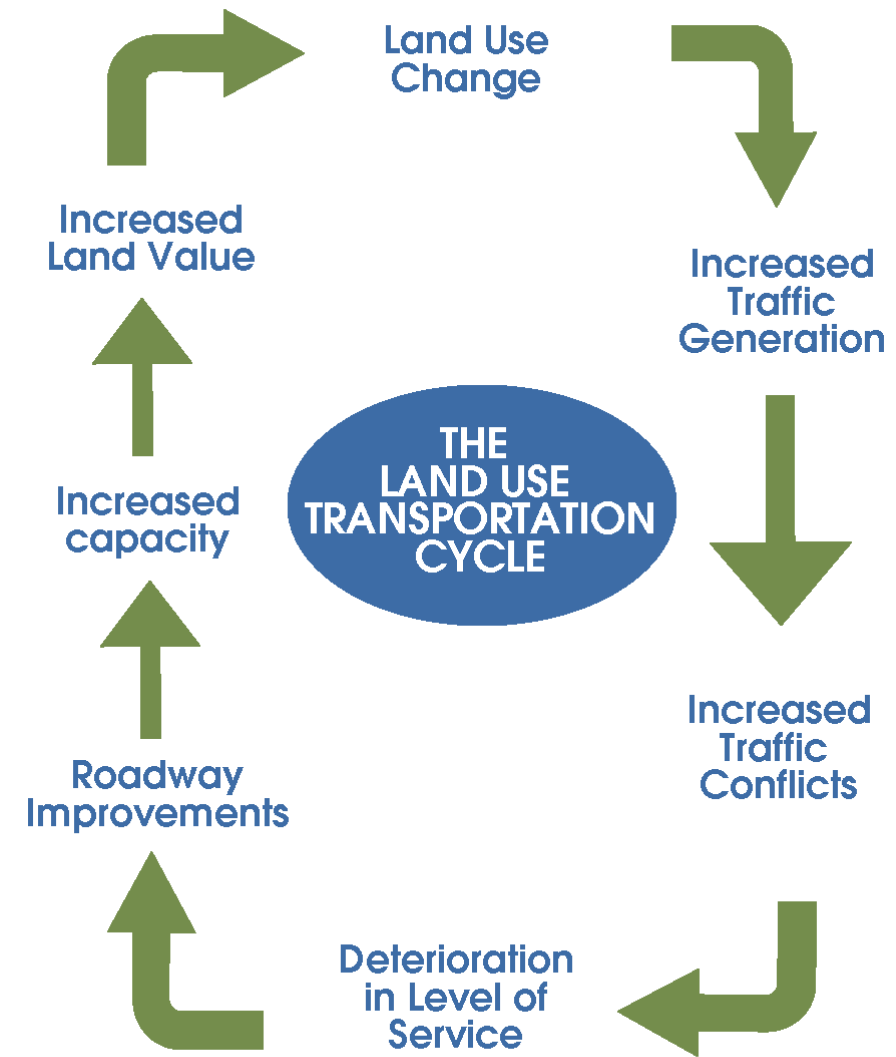 Land Use
Change
Increased
Traffic
Generation
Increased
Traffic
Conflicts
Deterioration
in Level of
Service
Roadway
Improvements
Increased
capacity
Increased
Land Value
THE
LAND USE
TRANSPORTATION
CYCLE